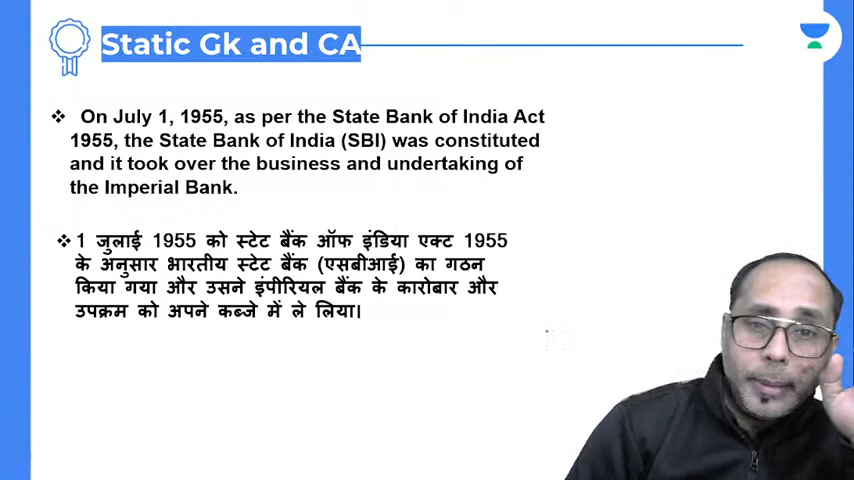 Static Gk and CA
❖ On July 1, 1955, as per the State Bank of India Act
1955, the State Bank of India (SBI) was constituted
and it took over the business and undertaking of
the Imperial Bank.
❖ 1 जुलाई 1955 को स्टेट बैंक ऑफ इंडिया एक्ट 1955
के अनुसार भारतीय स्टेट बैंक (एसबीआई) का गठन
किया गया और उसने इंपीरियल बैंक के कारोबार और
उपक्रम को अपने कब्जे में ले लिया।